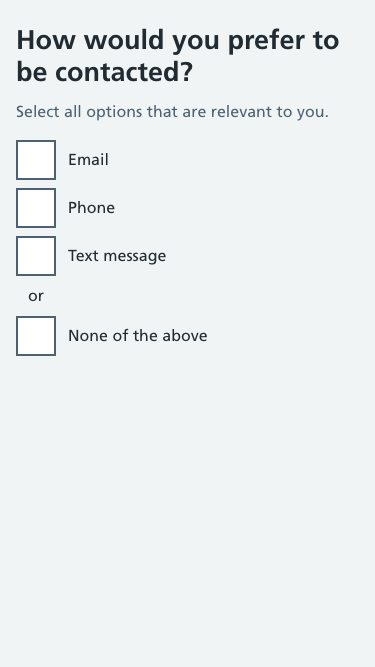 How would you prefer to
be contacted?
Select all options that are relevant to you.
Email
Phone
Text message
or
None of the above